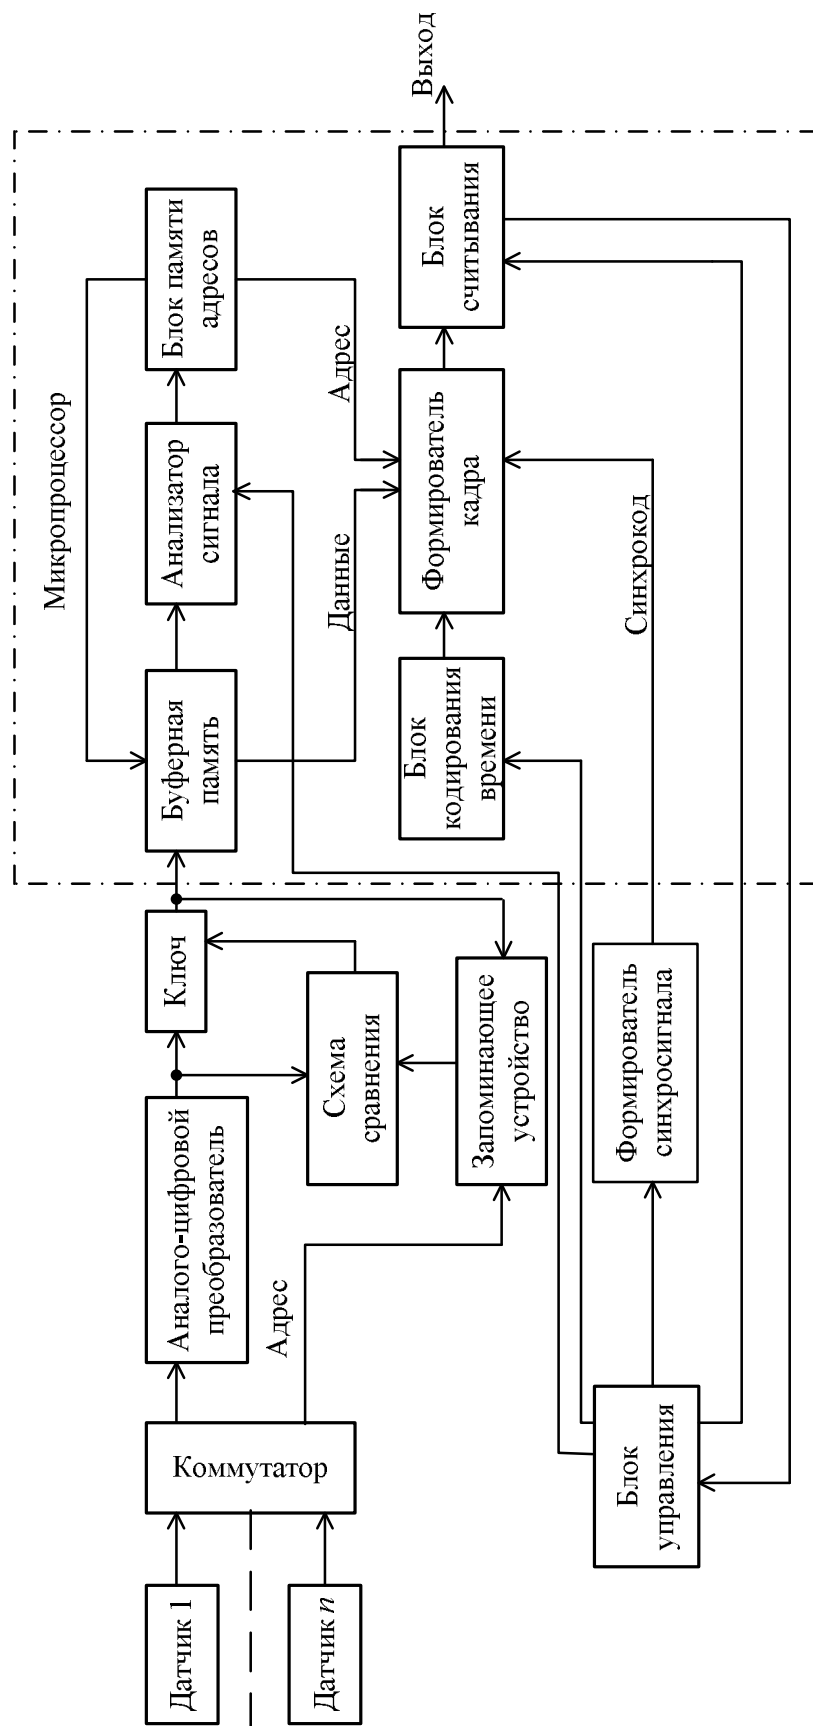 Датчик 1
Датчик n
Коммутатор
Аналого-цифровой
преобразователь
Адрес
Ключ
Схема
сравнения
Запоминающее
устройство
Блок
управления
Формирователь
синхросигнала
Микропроцессор
Буферная
память
Анализатор
сигнала
Блок памяти
адресов
Данные
Адрес
Блок
кодирования
времени
Формирователь
кадра
Блок
считывания
Синхрокод
Выход